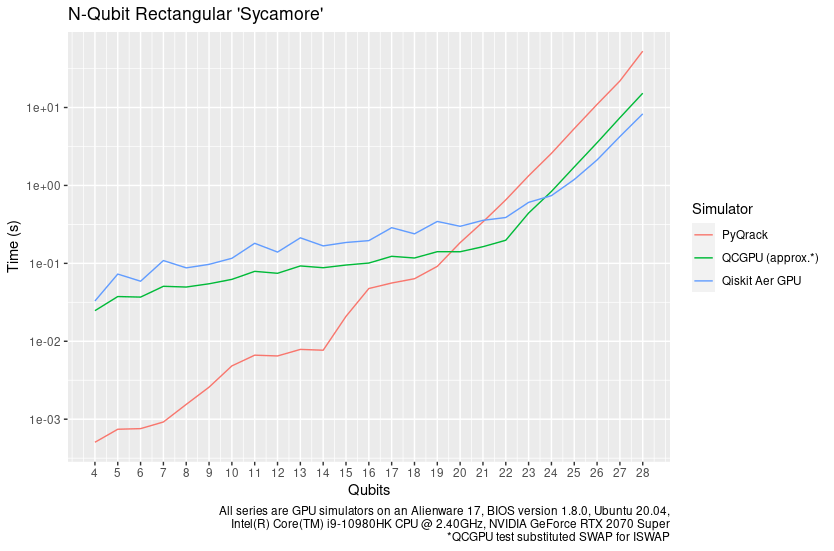 N-Qubit Rectangular 'Sycamore'
Time (s)
1e+01
1e+00
1e-01
1e-02
1e-03
4 5 6 7 8 9 10 11 12 13 14 15 16 17 18 19 20 21 22 23 24 25 26 27 28
Qubits
Simulator
PyQrack
QCGPU (approx.*)
Qiskit Aer GPU
All series are GPU simulators on an Alienware 17, BIOS version 1.8.0, Ubuntu 20.04,
Intel(R) Core(TM) i9-10980HK CPU @ 2.40GHz, NVIDIA GeForce RTX 2070 Super
*QCGPU test substituted SWAP for ISWAP